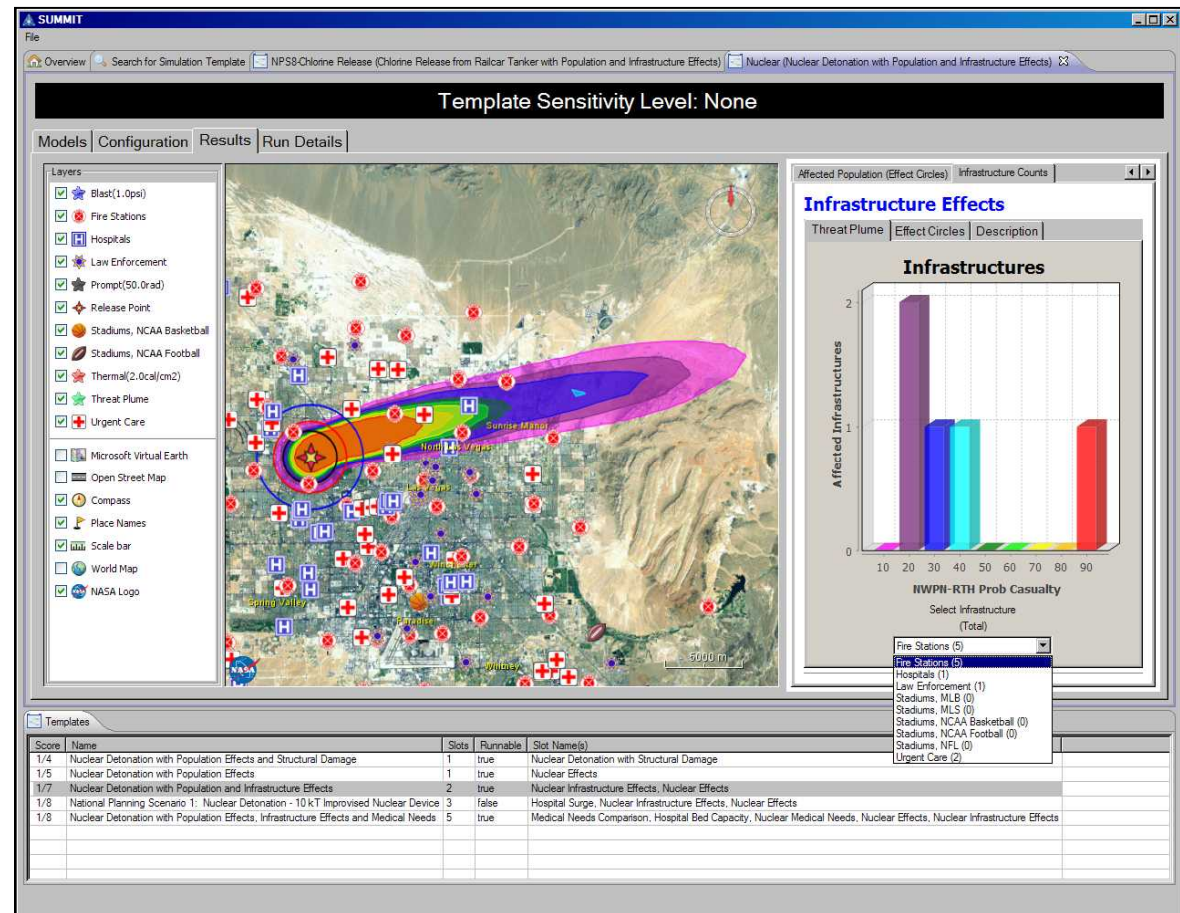 SUMMIT
File
Overview
Search for Simulation Template
NPS8-Chlorine Release (Chlorine Release from Railcar Tanker with Population and Infrastructure Effects)
Nuclear (Nuclear Detonation with Population and Infrastructure Effects)
Template Sensitivity Level: None
Models
Configuration
Results
Run Details
Layers
Blast(1.0psi)
Fire Stations
Hospitals
Law Enforcement
Prompt(50.0rad)
Release Point
Stadiums, NCAA Basketball
Stadiums, NCAA Football
Thermal(2.0cal/cm2)
Threat Plume
Urgent Care
Microsoft Virtual Earth
Open Street Map
Compass
Place Names
Scale bar
World Map
NASA Logo
Sunrise Manor
North Las Vegas
Las Vegas
Winchester
Spring Valley
Paradise
Whitney
5000 m
NASA
Affected Population (Effect Circles)
Infrastructure Counts
Infrastructure Effects
Threat Plume
Effect Circles
Description
Infrastructures
Affected Infrastructures
2
1
0
10 20 30 40 50 60 70 80 90
NWPN-RTH Prob Casualty
Select Infrastructure
(Total)
Fire Stations (5)
Fire Stations (5)
Hospitals (1)
Law Enforcement (1)
Stadiums, MLB (0)
Stadiums, MLS (0)
Stadiums, NCAA Basketball (0)
Stadiums, NCAA Football (0)
Stadiums, NFL (0)
Urgent Care (2)
Templates
Score Name Slots Runnable Slot Name(s)
1/4 Nuclear Detonation with Population Effects and Structural Damage 1 true Nuclear Detonation with Structural Damage
1/5 Nuclear Detonation with Population Effects 1 true Nuclear Effects
1/7 Nuclear Detonation with Population and Infrastructure Effects 2 true Nuclear Infrastructure Effects, Nuclear Effects
1/8 National Planning Scenario 1: Nuclear Detonation - 10 kT Improvised Nuclear Device 3 false Hospital Surge, Nuclear Infrastructure Effects, Nuclear Effects
1/8 Nuclear Detonation with Population Effects, Infrastructure Effects and Medical Needs 5 true Medical Needs Comparison, Hospital Bed Capacity, Nuclear Medical Needs, Nuclear Effects, Nuclear Infrastructure Effects